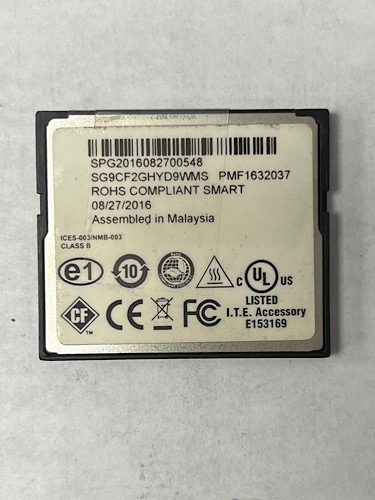 SPG2016082700548
SG9CF2GHYD9WMS PMF1632037
ROHS COMPLIANT SMART
08/27/2016
Assembled in Malaysia
ICES-003/NMB-003
CLASS B
e1 10 C UL US
LISTED
CF TM CE FC I.T.E. Accessory
E153169